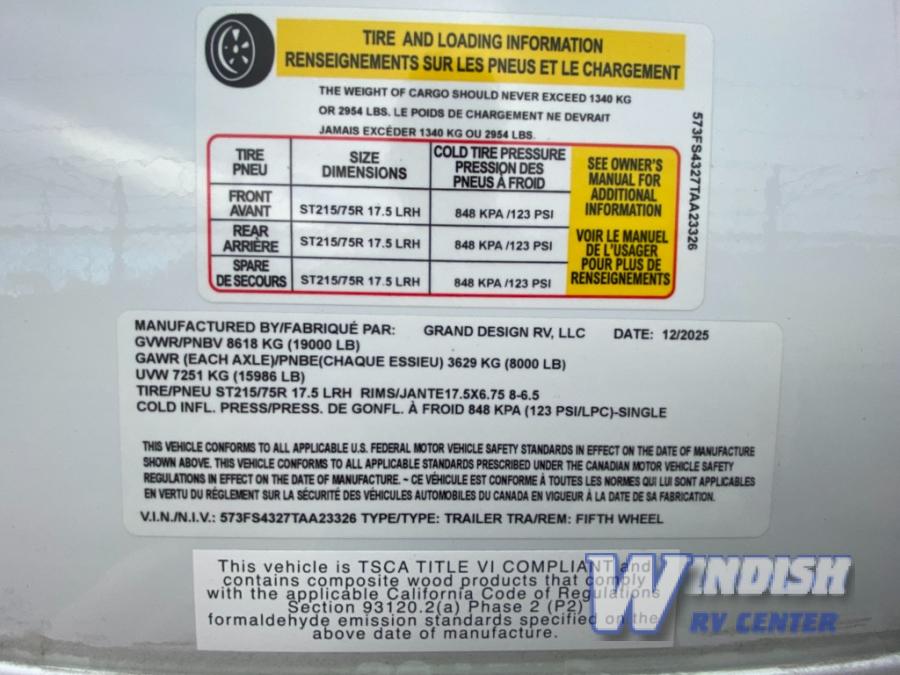 TIRE AND LOADING INFORMATION
RENSEIGNEMENTS SUR LES PNEUS ET LE CHARGEMENT
THE WEIGHT OF CARGO SHOULD NEVER EXCEED 1340 KG
OR 2954 LBS. LE POIDS DE CHARGEMENT NE DEVRAIT
JAMAIS EXCÉDER 1340 KG OU 2954 LBS.
TIRE
PNEU
SIZE
DIMENSIONS
COLD TIRE PRESSURE
PRESSION DES
PNEUS À FROID
FRONT
AVANT
ST215/75R 17.5 LRH
848 KPA /123 PSI
REAR
ARRIÈRE
ST215/75R 17.5 LRH
848 KPA /123 PSI
SPARE
DE SECOURS
ST215/75R 17.5 LRH
848 KPA /123 PSI
SEE OWNER'S
MANUAL FOR
ADDITIONAL
INFORMATION
VOIR LE MANUEL
DE L'USAGER
POUR PLUS DE
RENSEIGNEMENTS
573FS4327TAA23326
MANUFACTURED BY/FABRIQUÉ PAR: GRAND DESIGN RV, LLC DATE: 12/2025
GVWR/PNBV 8618 KG (19000 LB)
GAWR (EACH AXLE)/PNBE(CHAQUE ESSIEU) 3629 KG (8000 LB)
UVW 7251 KG (15986 LB)
TIRE/PNEU ST215/75R 17.5 LRH RIMS/JANTE17.5X6.75 8-6.5
COLD INFL. PRESS/PRESS. DE GONFL. À FROID 848 KPA (123 PSI/LPC)-SINGLE
THIS VEHICLE CONFORMS TO ALL APPLICABLE U.S. FEDERAL MOTOR VEHICLE SAFETY STANDARDS IN EFFECT ON THE DATE OF MANUFACTURE
SHOWN ABOVE. THIS VEHICLE CONFORMS TO ALL APPLICABLE STANDARDS PRESCRIBED UNDER THE CANADIAN MOTOR VEHICLE SAFETY
REGULATIONS IN EFFECT ON THE DATE OF MANUFACTURE. ~ CE VÉHICULE EST CONFORME À TOUTES LES NORMES QUI LUI SONT APPLICABLES
EN VERTU DU RÉGLEMENT SUR LA SÉCURITÉ DES VÉHICULES AUTOMOBILES DU CANADA EN VIGUEUR À LA DATE DE SA FABRICATION.
V.I.N./N.I.V.: 573FS4327TAA23326 TYPE/TYPE: TRAILER TRA/REM: FIFTH WHEEL
This vehicle is TSCA TITLE VI COMPLIANT and
contains composite wood products that comply
with the applicable California Code of Regulations
Section 93120.2(a) Phase 2 (P2)
formaldehyde emission standards specified on the
above date of manufacture.
WINDISH
RV CENTER